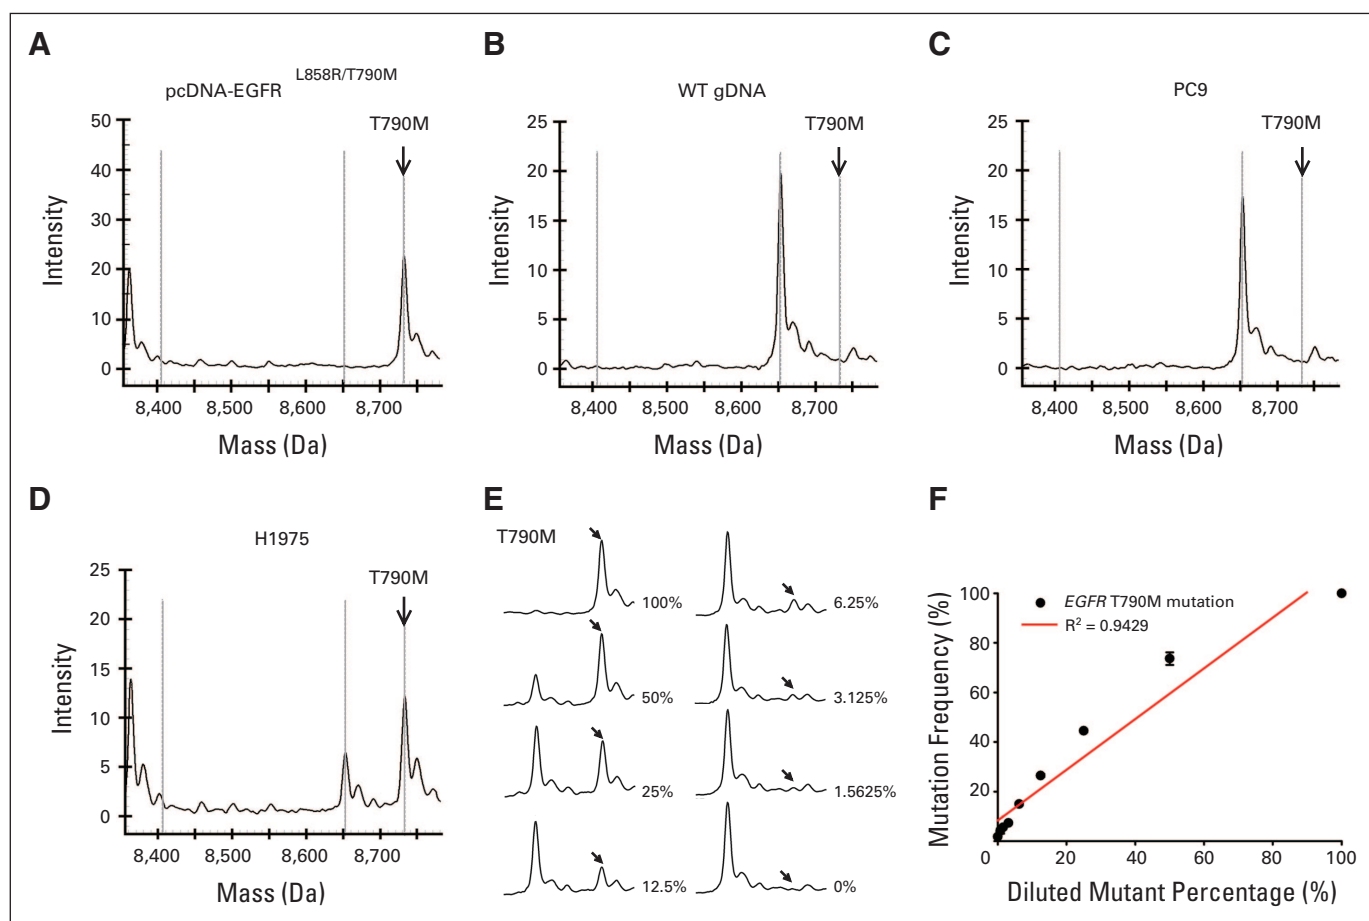 A
pcDNA-EGFR L858R/T790M
T790M
50
40
30
20
10
0
Intensity
8,400 8,500 8,600 8,700
Mass (Da)
B
WT gDNA
T790M
25
20
15
10
5
0
Intensity
8,400 8,500 8,600 8,700
Mass (Da)
C
PC9
T790M
25
20
15
10
5
0
Intensity
8,400 8,500 8,600 8,700
Mass (Da)
D
H1975
T790M
25
20
15
10
5
0
Intensity
8,400 8,500 8,600 8,700
Mass (Da)
E
T790M
100%
50%
25%
12.5%
6.25%
3.125%
1.5625%
0%
F
EGFR T790M mutation
R² = 0.9429
100
80
60
40
20
Mutation Frequency (%)
0 20 40 60 80 100
Diluted Mutant Percentage (%)